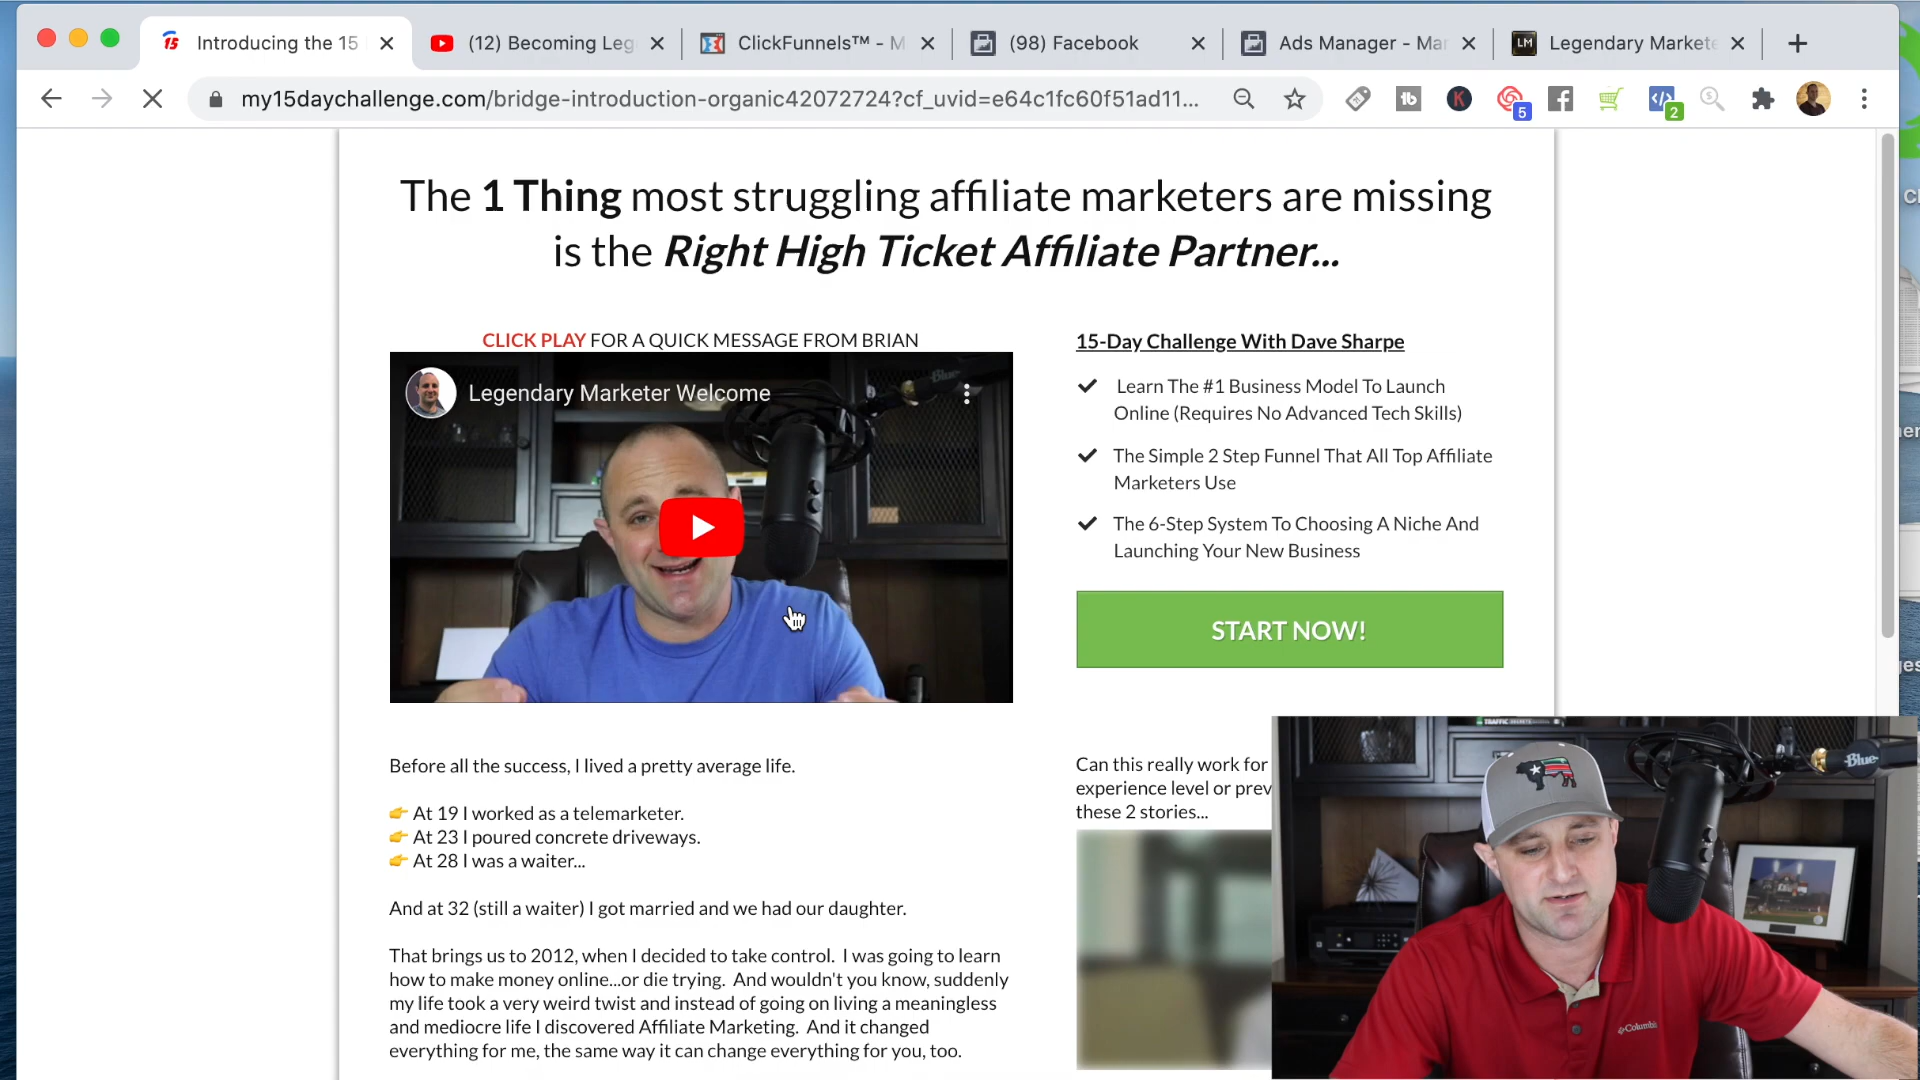 Introducing the 15
(12) Becoming Leg
ClickFunnels™ - M
(98) Facebook
Ads Manager - Mar
Legendary Markete
my15daychallenge.com/bridge-introduction-organic42072724?cf_uvid=e64c1fc60f51ad11...
5
2
The 1 Thing most struggling affiliate marketers are missing
is the Right High Ticket Affiliate Partner...
CLICK PLAY FOR A QUICK MESSAGE FROM BRIAN
Legendary Marketer Welcome
15-Day Challenge With Dave Sharpe
Learn The #1 Business Model To Launch
Online (Requires No Advanced Tech Skills)
The Simple 2 Step Funnel That All Top Affiliate
Marketers Use
The 6-Step System To Choosing A Niche And
Launching Your New Business
START NOW!
Before all the success, I lived a pretty average life.
👉 At 19 I worked as a telemarketer.
👉 At 23 I poured concrete driveways.
👉 At 28 I was a waiter...
And at 32 (still a waiter) I got married and we had our daughter.
That brings us to 2012, when I decided to take control. I was going to learn
how to make money online...or die trying. And wouldn't you know, suddenly
my life took a very weird twist and instead of going on living a meaningless
and mediocre life I discovered Affiliate Marketing. And it changed
everything for me, the same way it can change everything for you, too.
Can this really work for
experience level or prev
these 2 stories...
Blue
Columbia